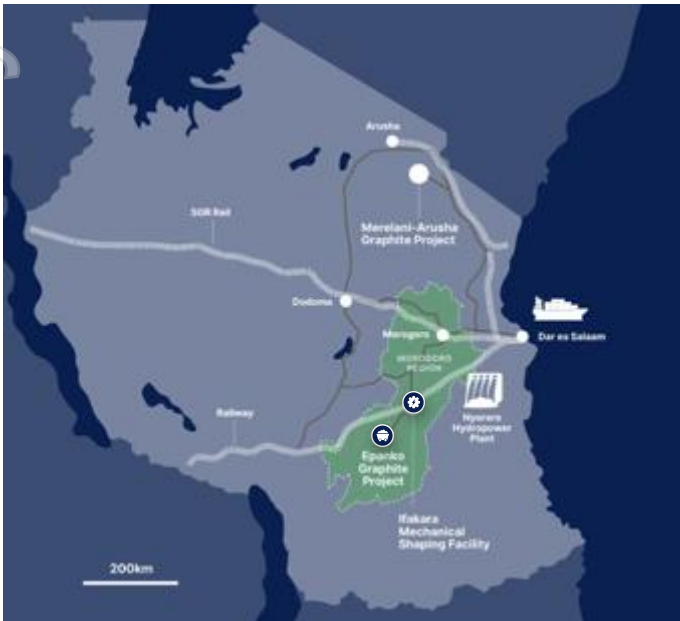 Arusha
Merelani-Arusha
Graphite Project
SGR Rail
Dodoma
Morogoro
Dar es Salaam
MOROGORO
REGION
Nyerere
Hydropower
Plant
Railway
Epanko
Graphite
Project
Ifakara
Mechanical
Shaping Facility
200km